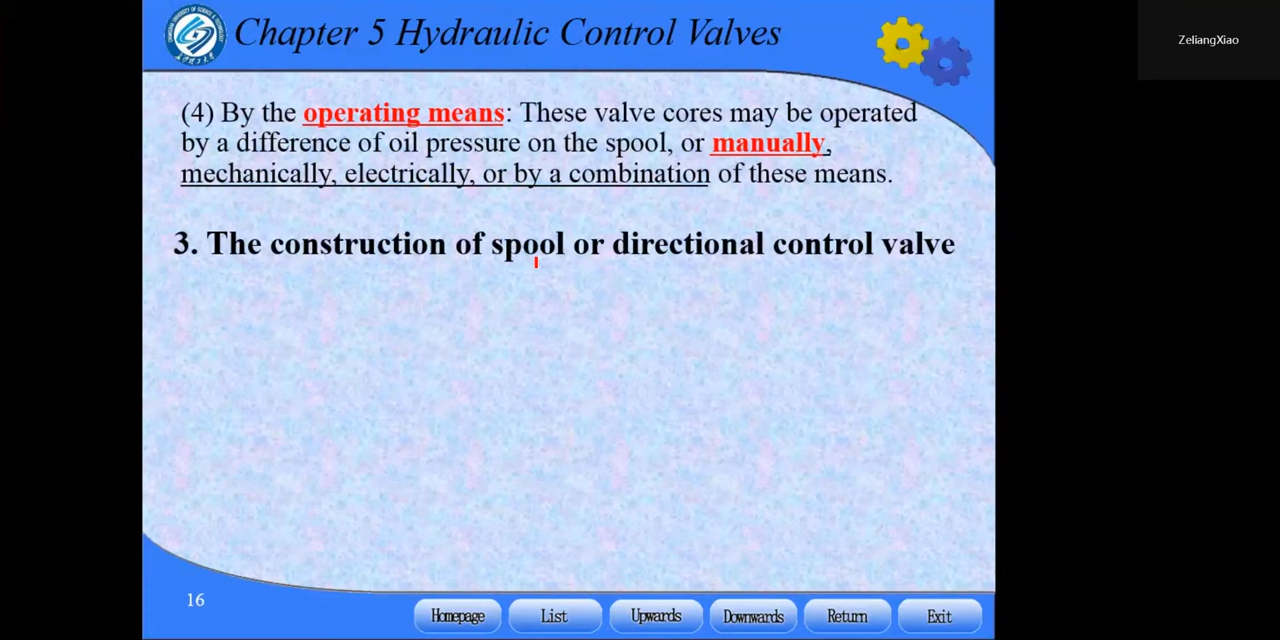 Chapter 5 Hydraulic Control Valves
ZeliangXiao
(4) By the operating means: These valve cores may be operated
by a difference of oil pressure on the spool, or manually,
mechanically, electrically, or by a combination of these means.
3. The construction of spool or directional control valve
16
Homepage
List
Upwards
Downwards
Return
Exit